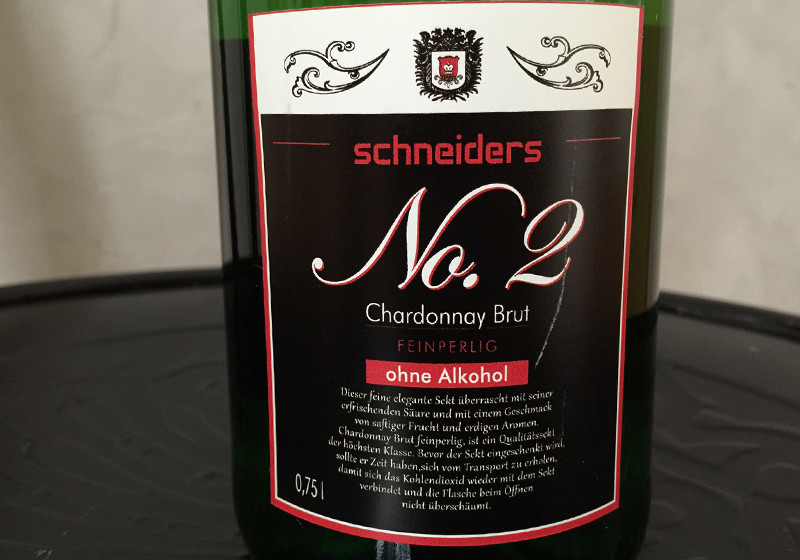 schneiders
No. 2
Chardonnay Brut
FEINPERLIG
ohne Alkohol
Dieser feine elegante Sekt überrascht mit seiner
erfrischenden Säure und mit einem Geschmack
von saftiger Frucht und erdigen Aromen.
Chardonnay Brut feinperlig, ist ein Qualitätssekt
der höchsten Klasse. Bevor der Sekt eingeschenkt wird,
sollte er Zeit haben,sich vom Transport zu erholen,
damit sich das Kohlendioxid wieder mit dem Sekt
verbindet und die Flasche beim Öffnen
nicht überschäumt.
0,75 l